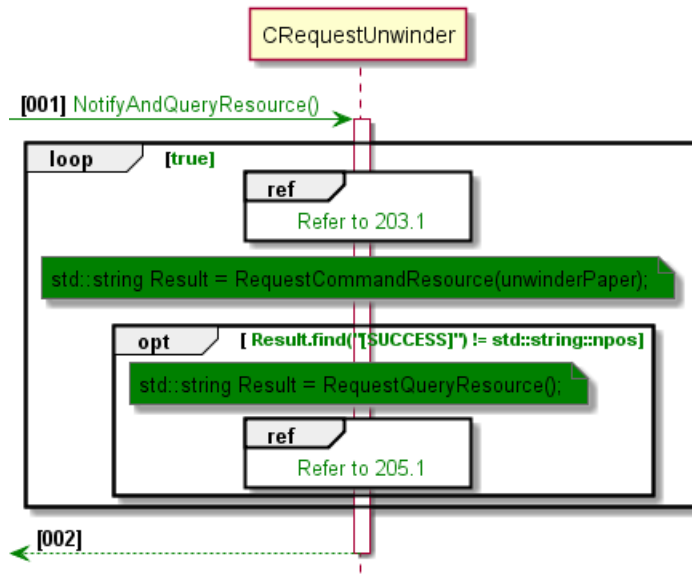 CRequestUnwinder
[001] NotifyAndQueryResource()
loop [true]
ref
Refer to 203.1
std::string Result = RequestCommandResource(unwinderPaper);
opt [ Result.find("[SUCCESS]") != std::string::npos]
std::string Result = RequestQueryResource();
ref
Refer to 205.1
[002]